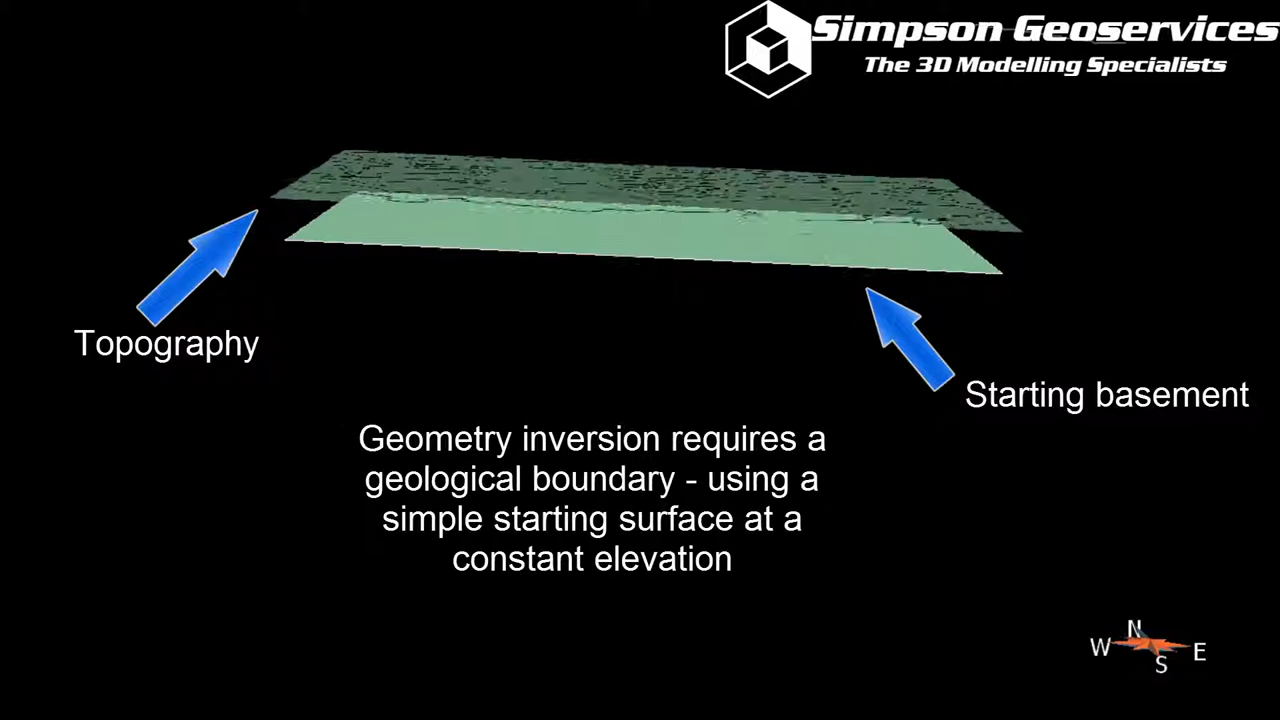 Simpson Geoservices
The 3D Modelling Specialists
Topography
Starting basement
Geometry inversion requires a
geological boundary - using a
simple starting surface at a
constant elevation
N
W
E
S